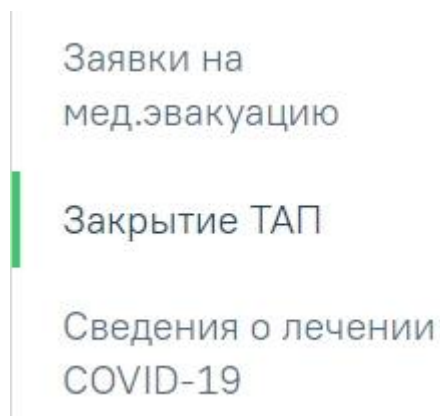 Заявки на
мед.эвакуацию
Закрытие ТАП
Сведения о лечении
COVID-19